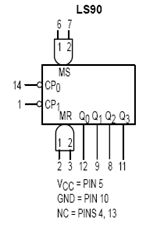 LS90
6 7
1 2
MS
14 CP0
1 CP1
MR Q0 Q1 Q2 Q3
1 2
2 3 12 9 8 11
VCC = PIN 5
GND = PIN 10
NC = PINS 4, 13